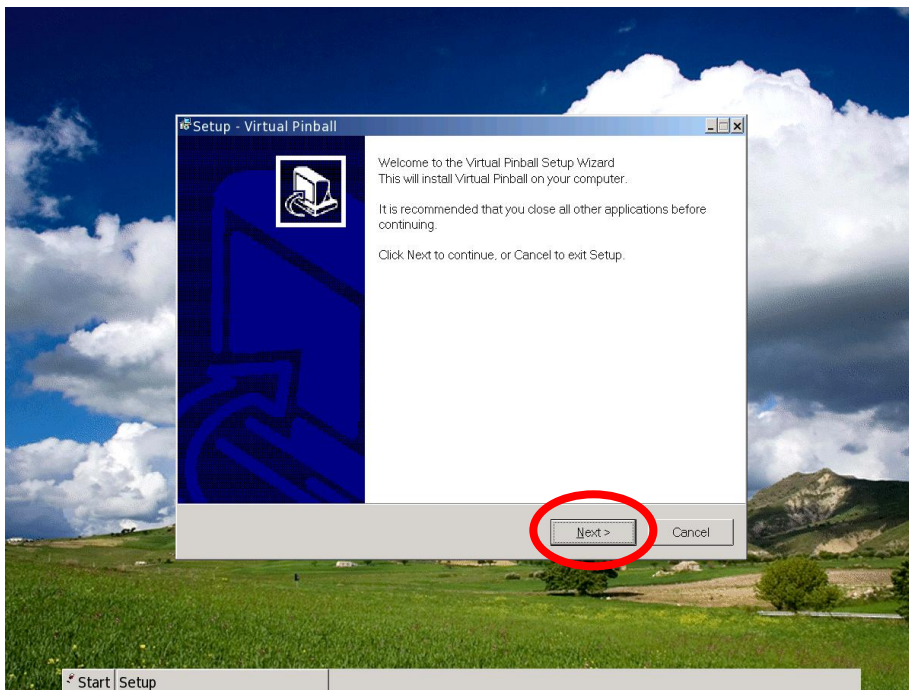 Setup - Virtual Pinball
Welcome to the Virtual Pinball Setup Wizard
This will install Virtual Pinball on your computer.
It is recommended that you close all other applications before
continuing.
Click Next to continue, or Cancel to exit Setup.
Next >
Cancel
Start
Setup